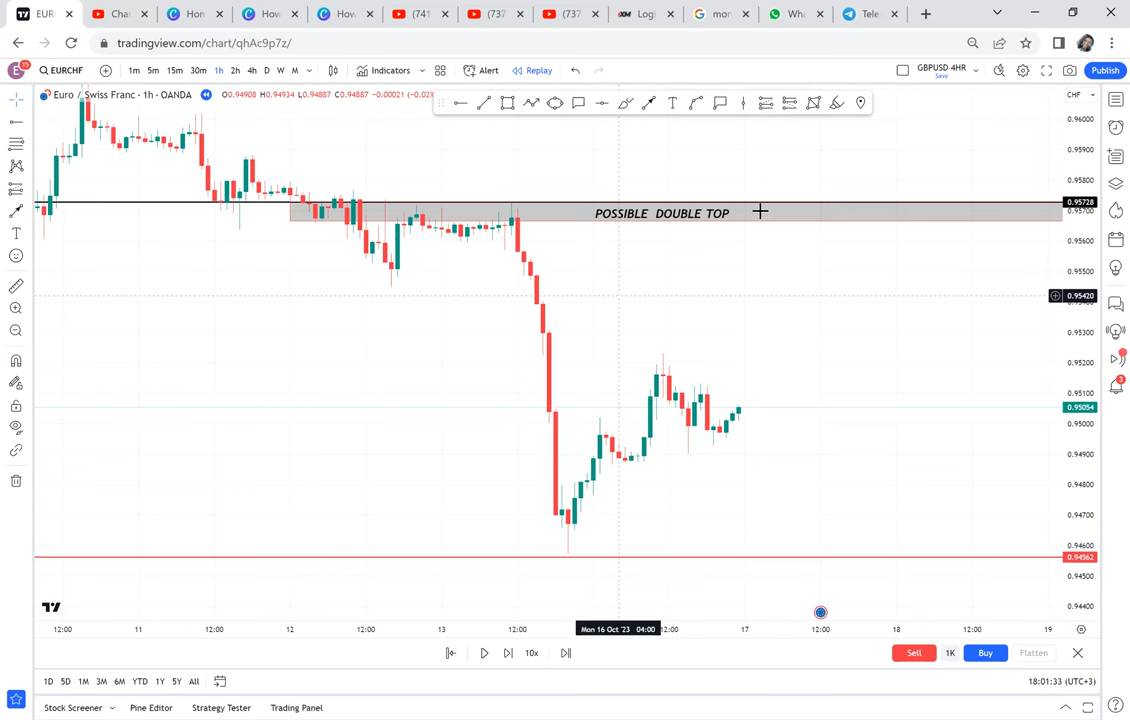 EUR
Cha
Hon
How
How
(741
(737
(737
XM Logi
mon
Wha
Tele
tradingview.com/chart/qhAc9p7z/
E 15 EURCHF 1m 5m 15m 30m 1h 2h 4h D W M Indicators Alert Replay GBPUSD 4HR Save Publish
Euro / Swiss Franc · 1h · OANDA O0.94908 H0.94934 L0.94887 C0.94887 −0.00021 (−0.02
CHF
0.96000
0.95900
0.95800
0.95728
0.95700
POSSIBLE DOUBLE TOP
0.95600
0.95500
0.95420
0.95300
0.95200
0.95100
0.95054
0.95000
0.94900
0.94800
0.94700
0.94600
0.94562
0.94500
0.94400
12:00 11 12:00 12 12:00 13 12:00 Mon 16 Oct '23 04:00 12:00 17 12:00 18 12:00 19
10x Sell 1K Buy Flatten
1D 5D 1M 3M 6M YTD 1Y 5Y All 18:01:33 (UTC+3)
Stock Screener Pine Editor Strategy Tester Trading Panel
3